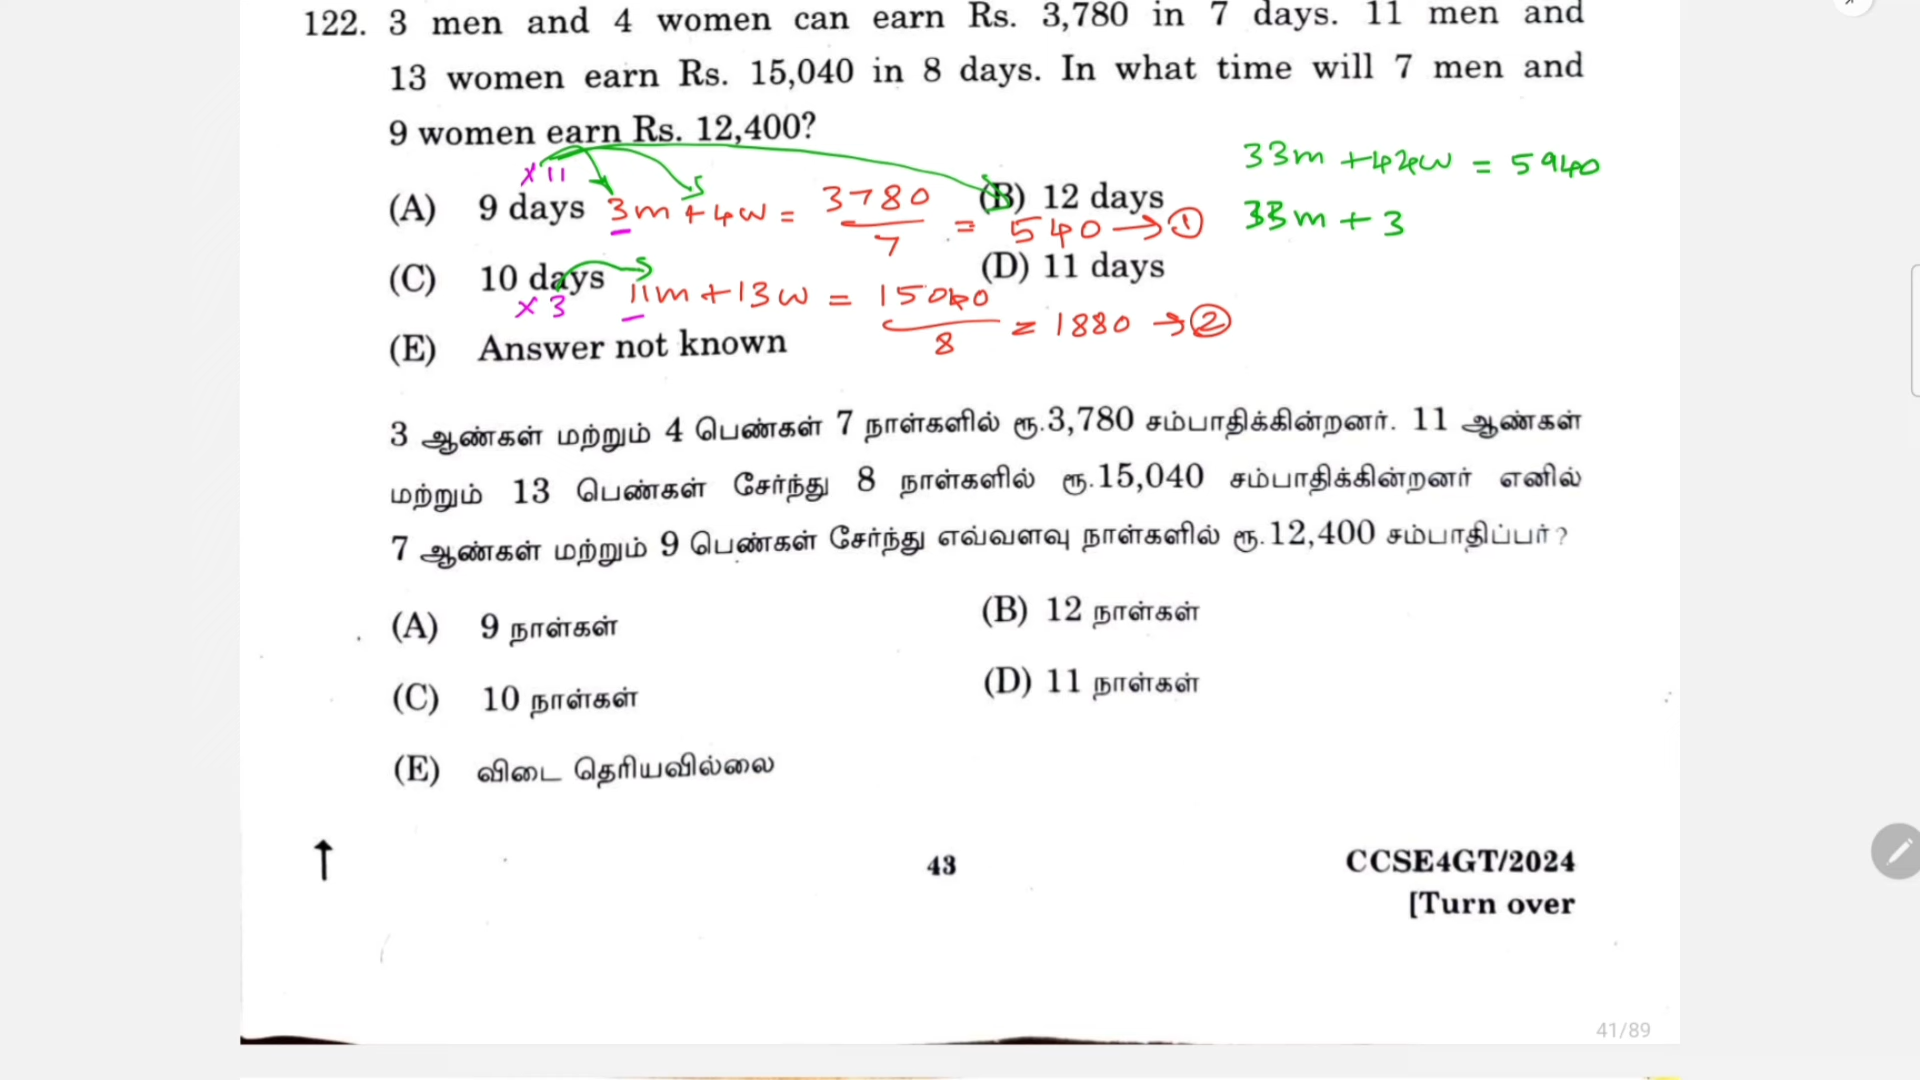 122. 3 men and 4 women can earn Rs. 3,780 in 7 days. 11 men and
13 women earn Rs. 15,040 in 8 days. In what time will 7 men and
9 women earn Rs. 12,400?
33m + 44w = 5940
33m + 3
×11
(A) 9 days
3m + 4w = 3780 / 7 = 540 → ①
(B) 12 days
(C) 10 days
(D) 11 days
×3
11m + 13w = 15040 / 8 = 1880 → ②
(E) Answer not known
3 ஆண்கள் மற்றும் 4 பெண்கள் 7 நாள்களில் ரூ.3,780 சம்பாதிக்கின்றனர். 11 ஆண்கள்
மற்றும் 13 பெண்கள் சேர்ந்து 8 நாள்களில் ரூ.15,040 சம்பாதிக்கின்றனர் எனில்
7 ஆண்கள் மற்றும் 9 பெண்கள் சேர்ந்து எவ்வளவு நாள்களில் ரூ.12,400 சம்பாதிப்பர்?
(A) 9 நாள்கள்
(B) 12 நாள்கள்
(C) 10 நாள்கள்
(D) 11 நாள்கள்
(E) விடை தெரியவில்லை
↑
43
CCSE4GT/2024
[Turn over
41/89